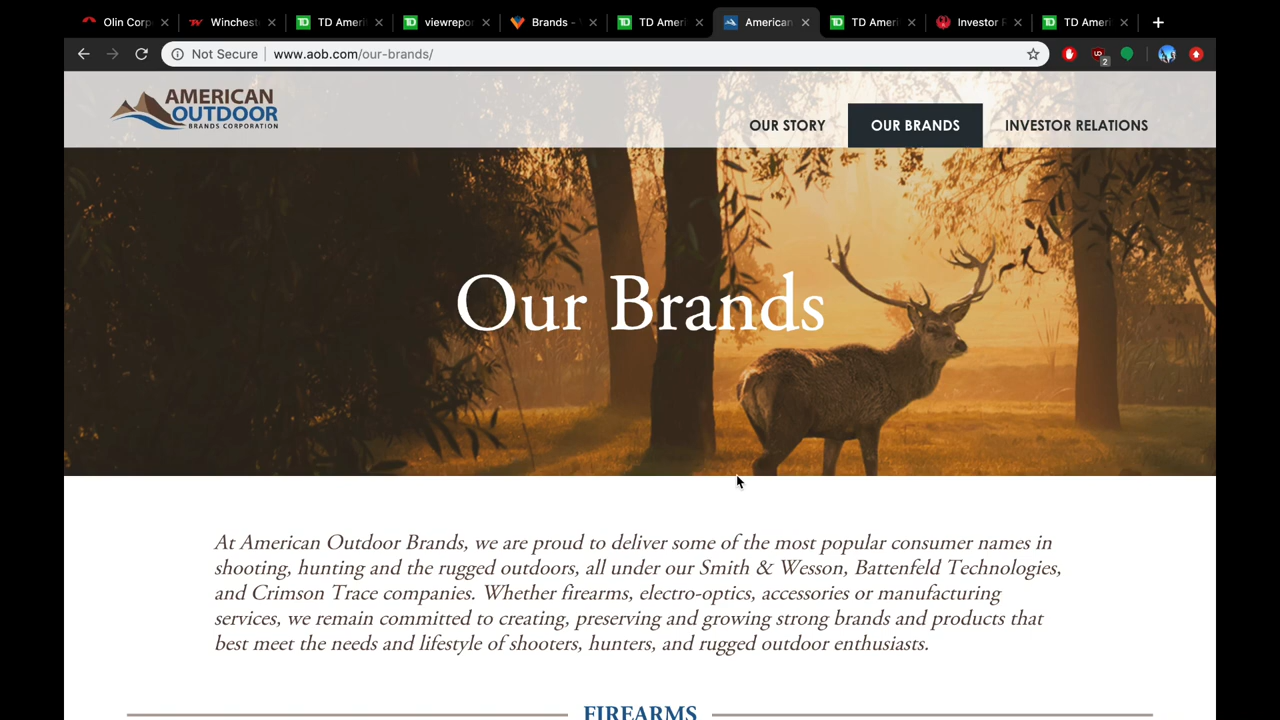 Olin Corp
Winchest
TD Ameri
viewrepor
Brands -
TD Ameri
American
TD Ameri
Investor R
TD Ameri
Not Secure
www.aob.com/our-brands/
2
AMERICAN
OUTDOOR
BRANDS CORPORATION
OUR STORY
OUR BRANDS
INVESTOR RELATIONS
Our Brands
At American Outdoor Brands, we are proud to deliver some of the most popular consumer names in
shooting, hunting and the rugged outdoors, all under our Smith & Wesson, Battenfeld Technologies,
and Crimson Trace companies. Whether firearms, electro-optics, accessories or manufacturing
services, we remain committed to creating, preserving and growing strong brands and products that
best meet the needs and lifestyle of shooters, hunters, and rugged outdoor enthusiasts.
FIREARMS